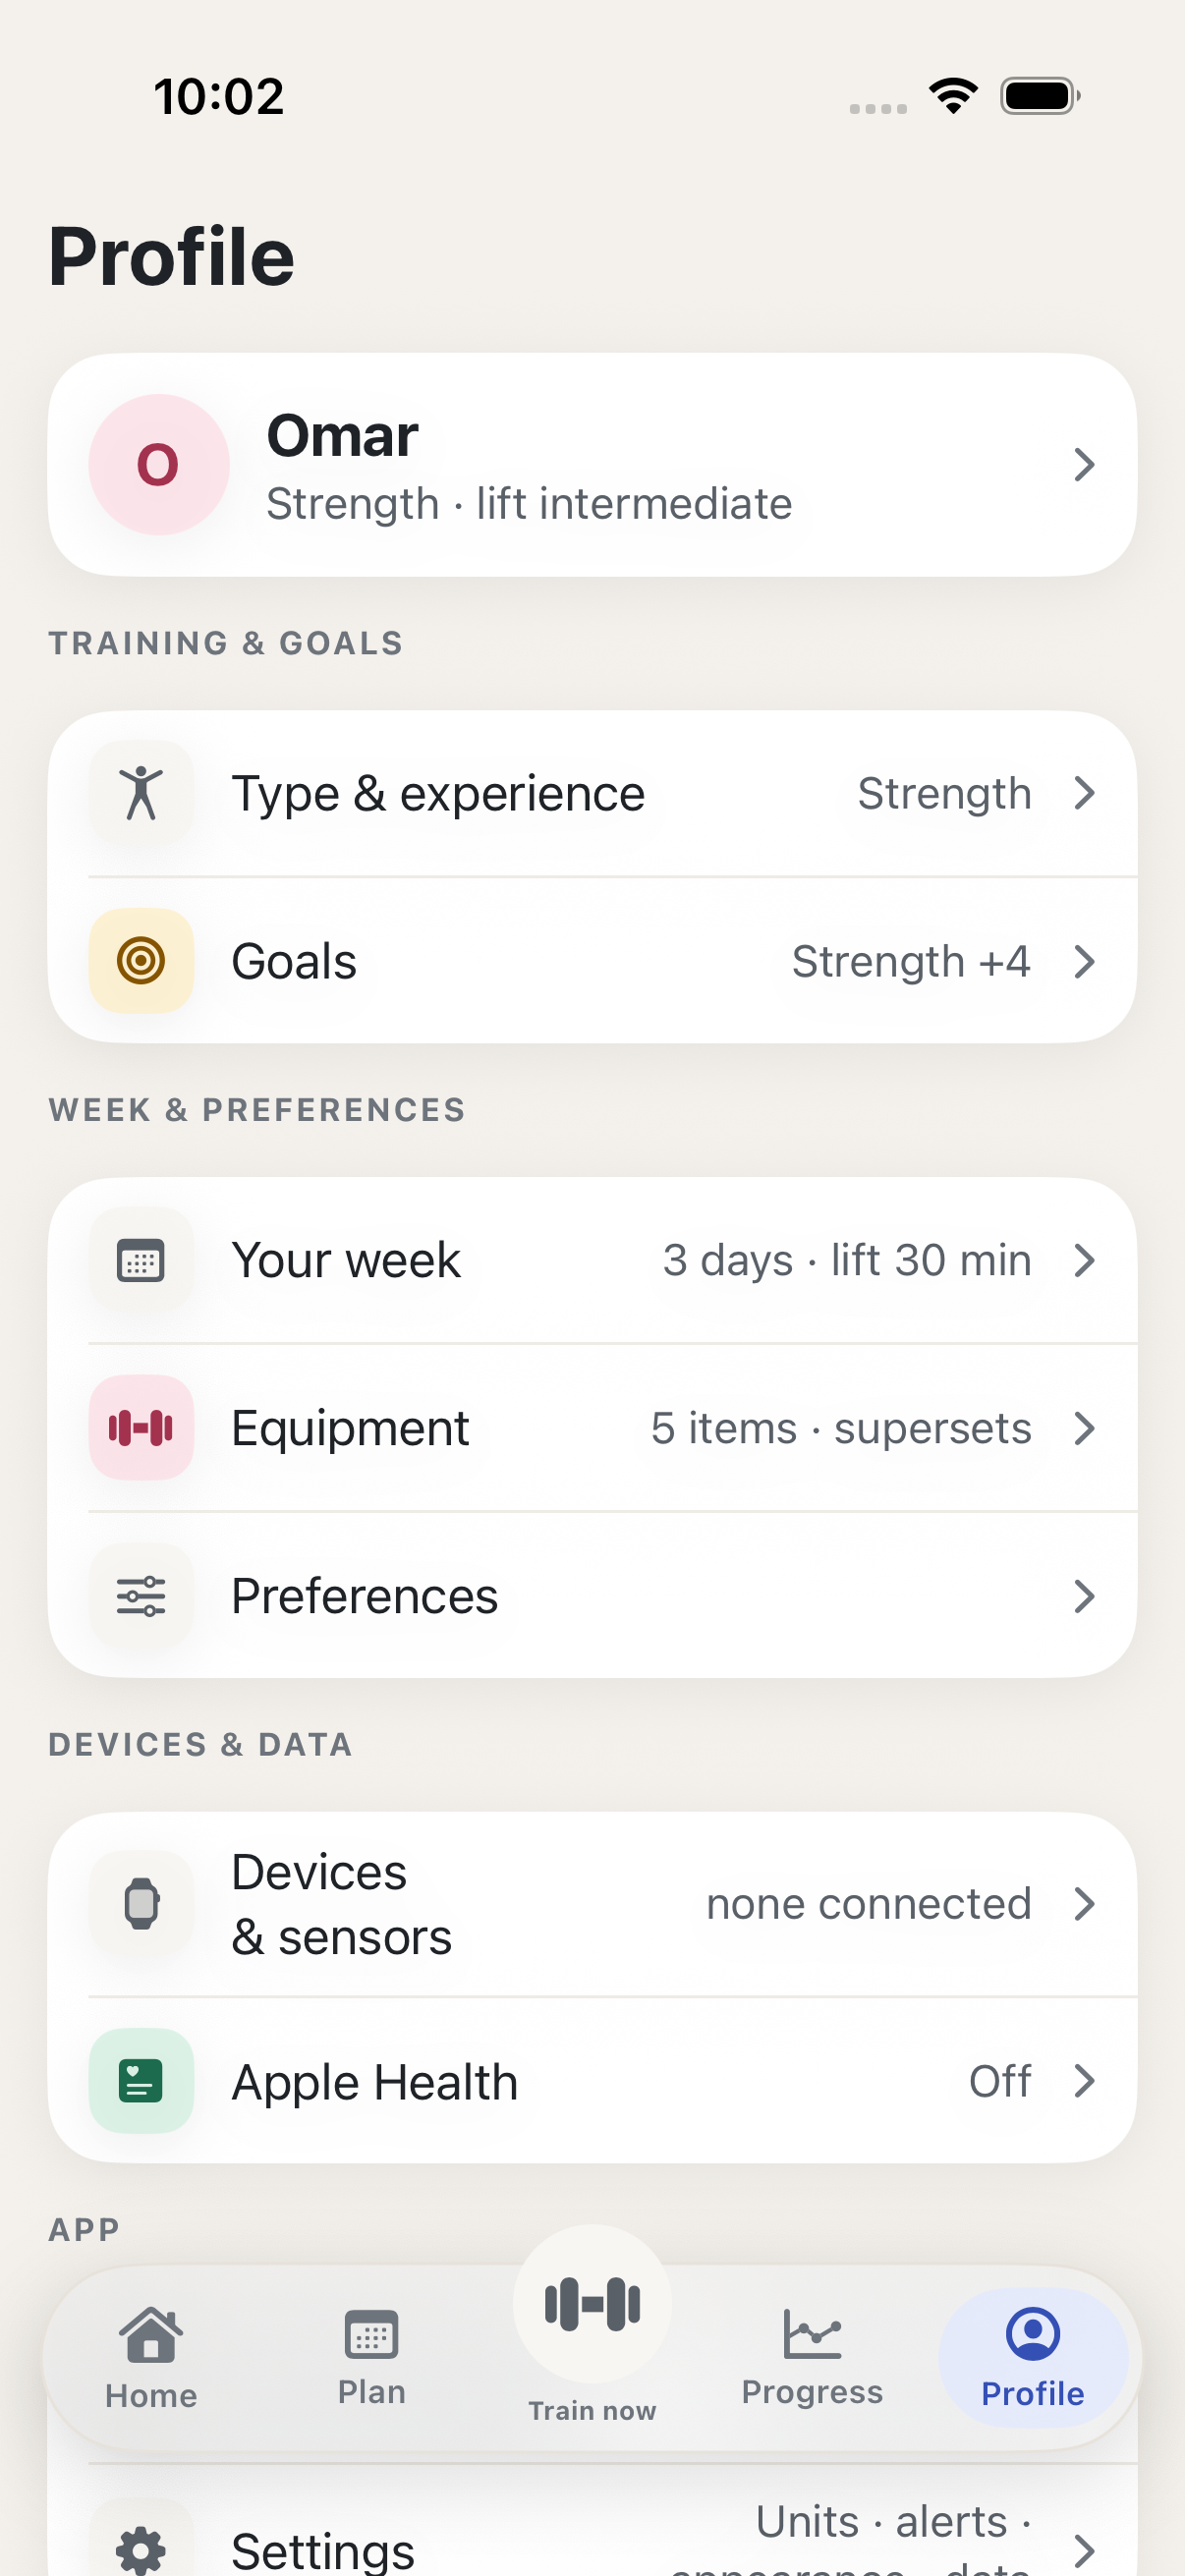 10:02
Profile
O
Omar
Strength · lift intermediate
TRAINING & GOALS
Type & experience
Strength
Goals
Strength +4
WEEK & PREFERENCES
Your week
3 days · lift 30 min
Equipment
5 items · supersets
Preferences
DEVICES & DATA
Devices
& sensors
none connected
Apple Health
Off
APP
Home
Plan
Train now
Progress
Profile
Settings
Units · alerts ·
appearance · data